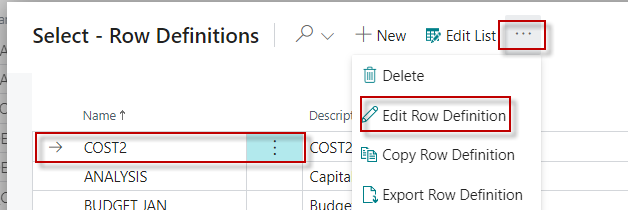 Select - Row Definitions
New
Edit List
Delete
Name ↑
Descript
Edit Row Definition
COST2
COST2
Copy Row Definition
ANALYSIS
Capita
Export Row Definition
BUDGET JAN
Budget